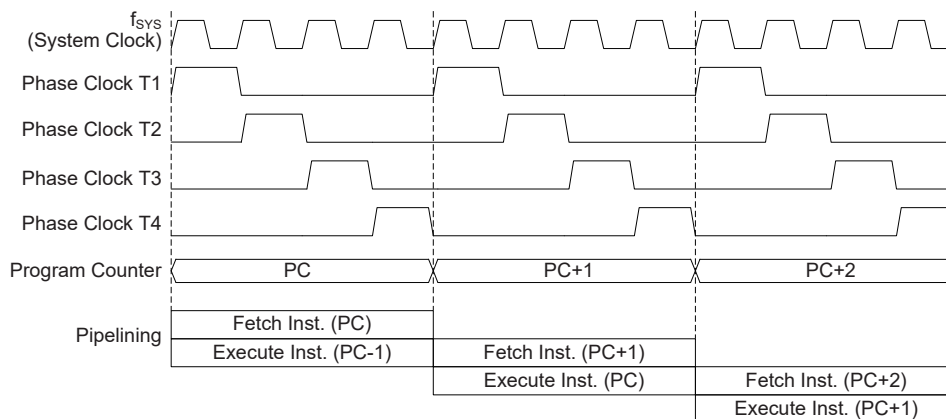 fSYS
(System Clock)
Phase Clock T1
Phase Clock T2
Phase Clock T3
Phase Clock T4
Program Counter
PC
PC+1
PC+2
Pipelining
Fetch Inst. (PC)
Execute Inst. (PC-1)
Fetch Inst. (PC+1)
Execute Inst. (PC)
Fetch Inst. (PC+2)
Execute Inst. (PC+1)